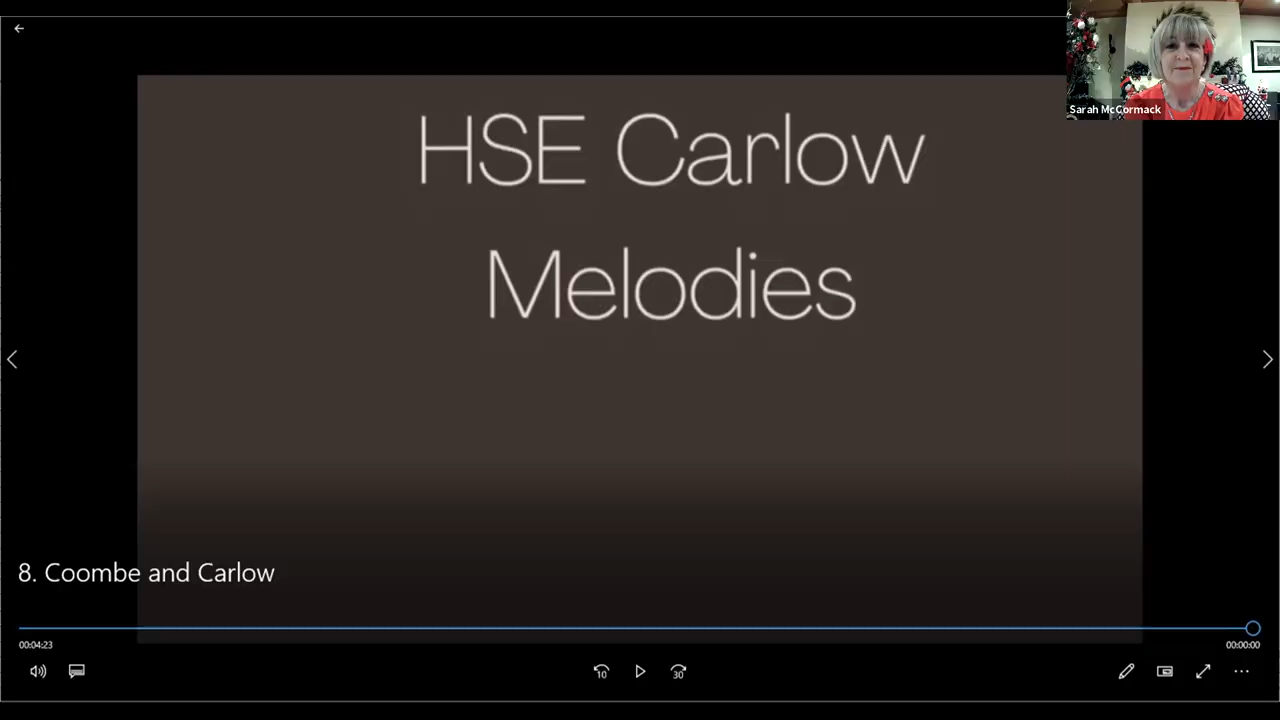 Sarah McCormack
HSE Carlow
Melodies
8. Coombe and Carlow
00:04:23
00:00:00
10
30